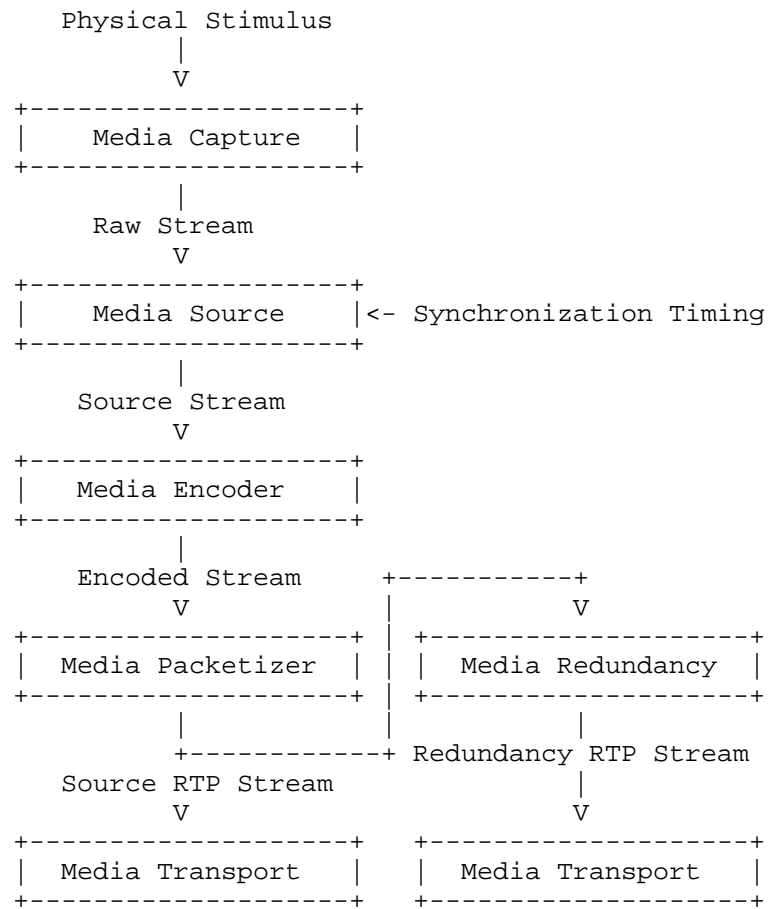 Physical Stimulus
|
V
+---------------------+
| Media Capture |
+---------------------+
|
Raw Stream
V
+---------------------+
| Media Source |<- Synchronization Timing
+---------------------+
|
Source Stream
V
+---------------------+
| Media Encoder |
+---------------------+
|
Encoded Stream +-----------+
V | V
+---------------------+ | +---------------------+
| Media Packetizer | | | Media Redundancy |
+---------------------+ | +---------------------+
| | |
+------------+ Redundancy RTP Stream
Source RTP Stream |
V V
+---------------------+ +---------------------+
| Media Transport | | Media Transport |
+---------------------+ +---------------------+